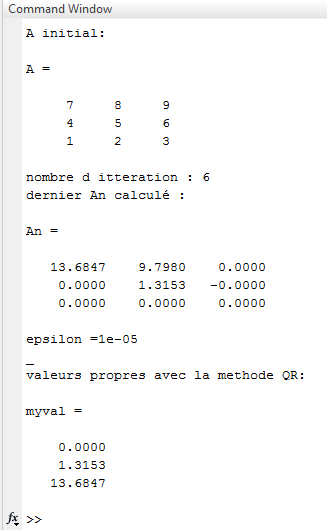 Command Window
A initial:
A =
7 8 9
4 5 6
1 2 3
nombre d itteration : 6
dernier An calculé :
An =
13.6847 9.7980 0.0000
0.0000 1.3153 -0.0000
0.0000 0.0000 0.0000
epsilon =1e-05
_
valeurs propres avec la methode QR:
myval =
0.0000
1.3153
13.6847
fx >>